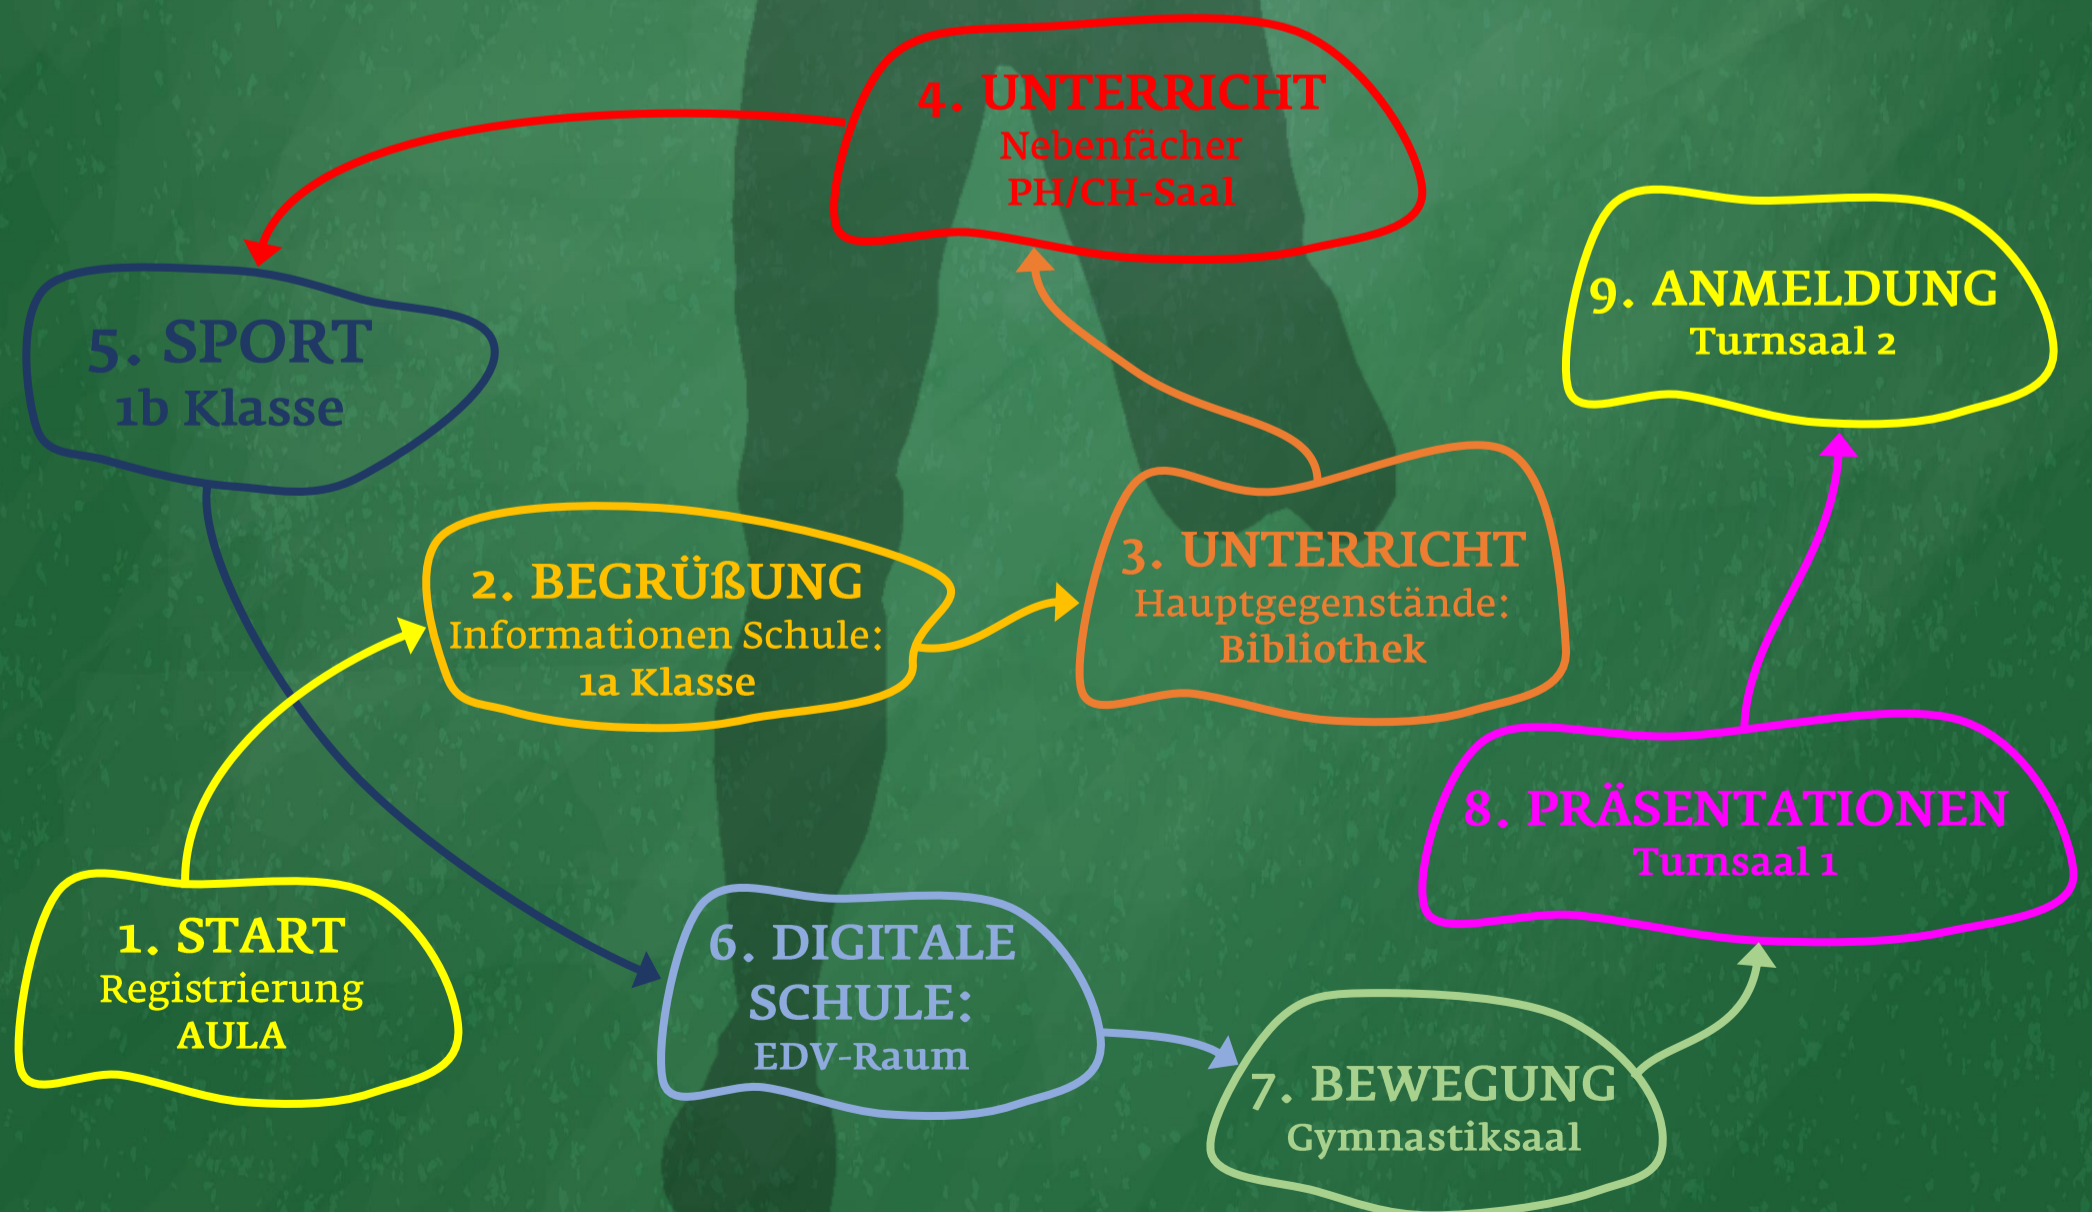 1. START
Registrierung
AULA
2. BEGRÜßUNG
Informationen Schule:
1a Klasse
3. UNTERRICHT
Hauptgegenstände:
Bibliothek
4. UNTERRICHT
Nebenfächer
PH/CH-Saal
5. SPORT
1b Klasse
6. DIGITALE
SCHULE:
EDV-Raum
7. BEWEGUNG
Gymnastiksaal
8. PRÄSENTATIONEN
Turnsaal 1
9. ANMELDUNG
Turnsaal 2